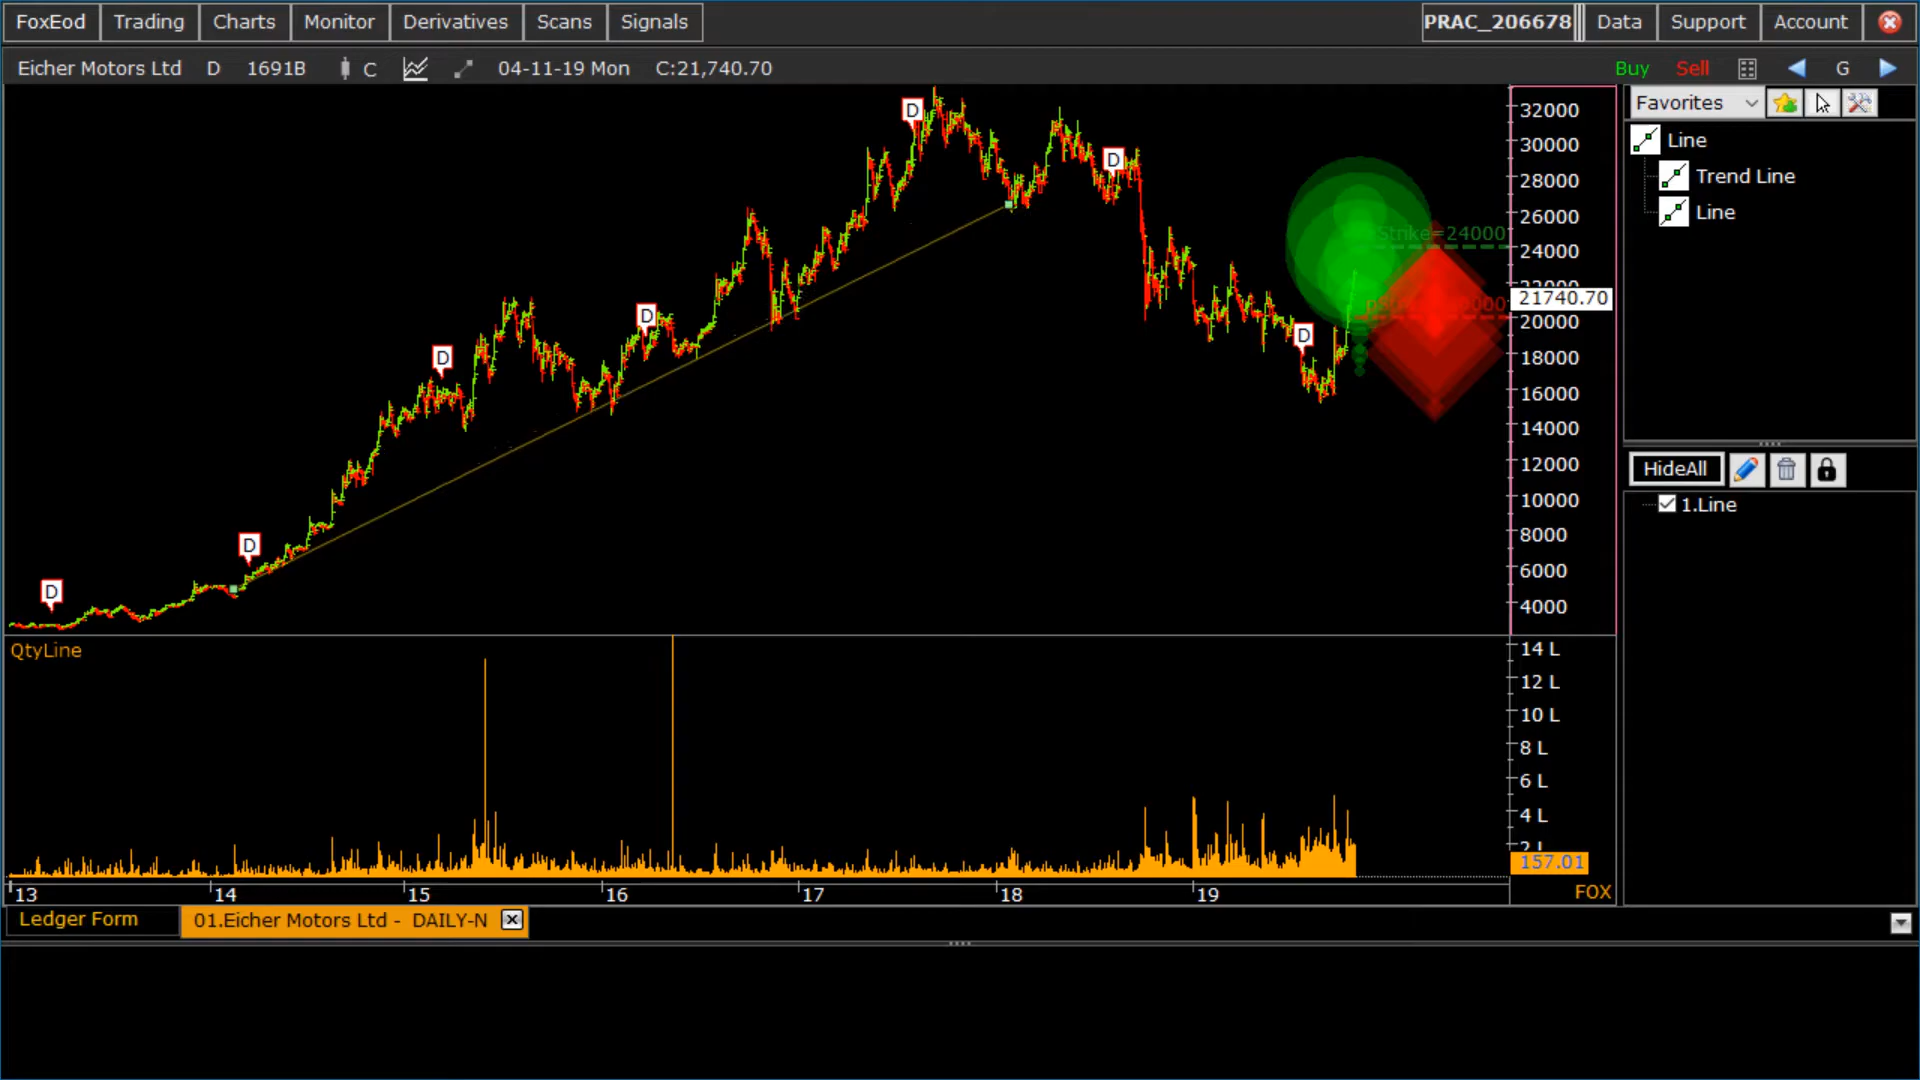 FoxEod Trading Charts Monitor Derivatives Scans Signals PRAC_206678 Data Support Account
Eicher Motors Ltd D 1691B C 04-11-19 Mon C:21,740.70 Buy Sell G
Favorites
Line
Trend Line
Line
HideAll
1.Line
D
D
D
D
D
D
D
Strike=24000
32000
30000
28000
26000
24000
22000
21740.70
20000
18000
16000
14000
12000
10000
8000
6000
4000
QtyLine
14 L
12 L
10 L
8 L
6 L
4 L
2 L
157.01
13 14 15 16 17 18 19 FOX
Ledger Form 01.Eicher Motors Ltd - DAILY-N